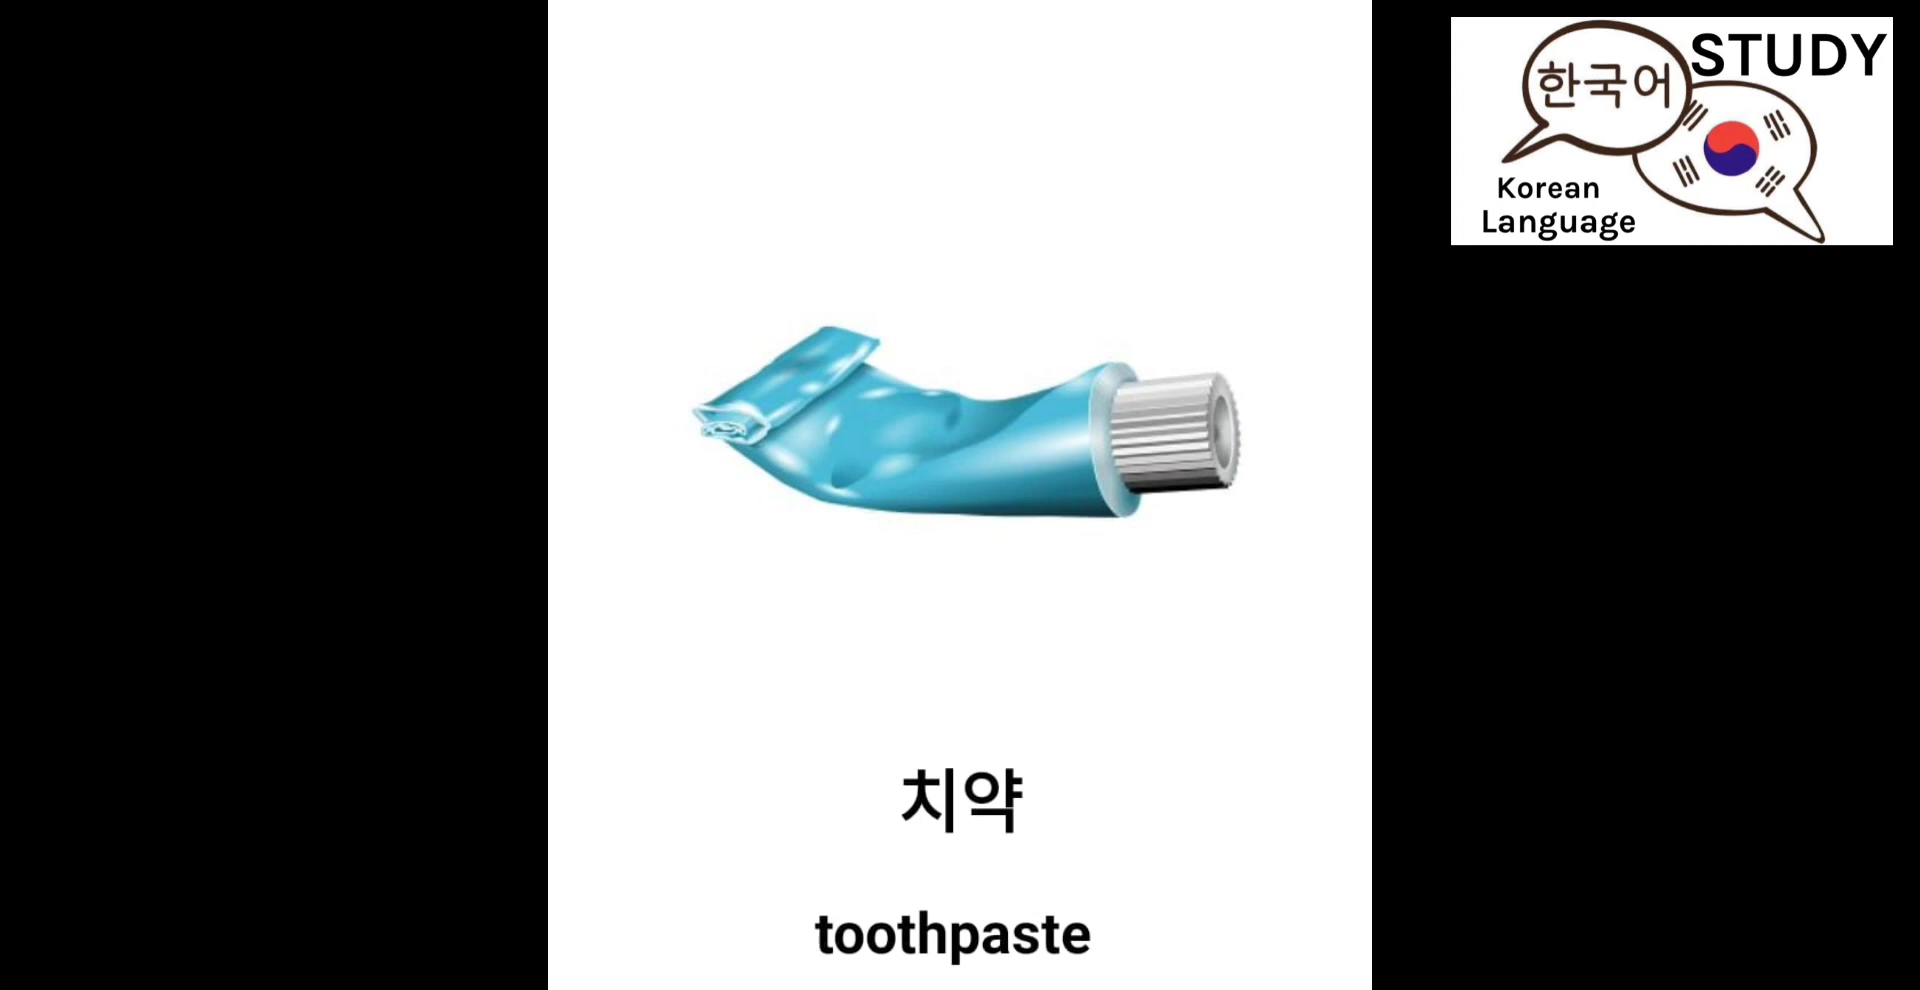 한국어
STUDY
Korean
Language
치약
toothpaste